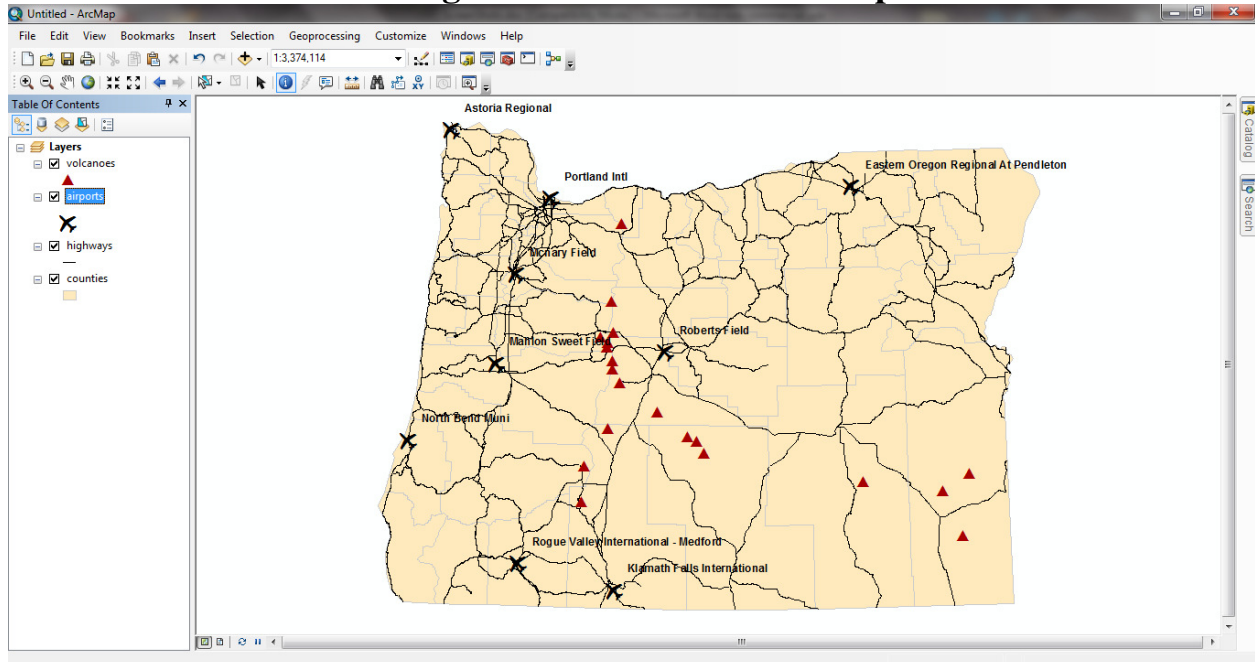 Untitled - ArcMap
File Edit View Bookmarks Insert Selection Geoprocessing Customize Windows Help
1:3,374,114
Table Of Contents
Layers
volcanoes
airports
highways
counties
Astoria Regional
Portland Intl
Eastern Oregon Regional At Pendleton
Mcnary Field
Roberts Field
Mahlon Sweet Field
North Bend Muni
Rogue Valley International - Medford
Klamath Falls International
Catalog
Search